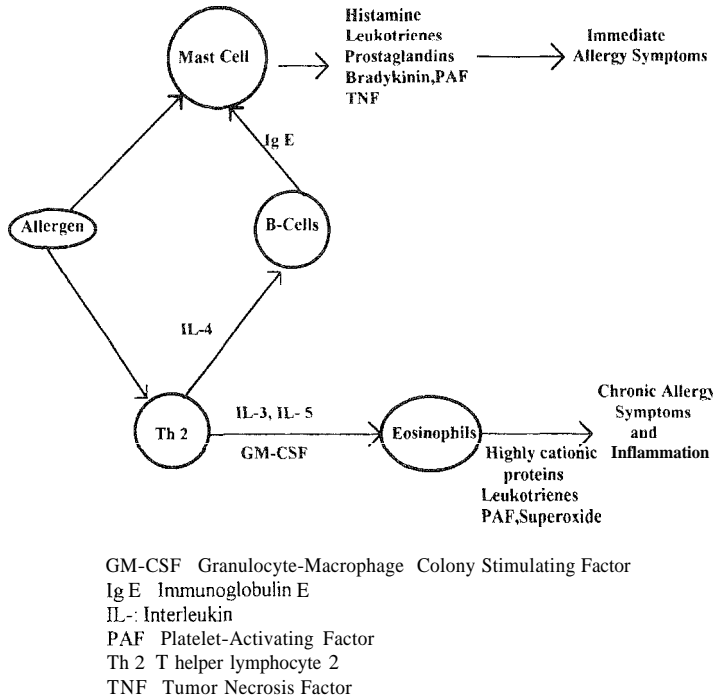 Histamine
Leukotrienes
Prostaglandins
Bradykinin,PAF
TNF
Immediate
Allergy Symptoms
Mast Cell
Ig E
Allergen
B-Cells
IL-4
Th 2
IL-3, IL- 5
GM-CSF
Eosinophils
Highly cationic
proteins
Leukotrienes
PAF,Superoxide
Chronic Allergy
Symptoms
and
Inflammation
GM-CSF Granulocyte-Macrophage Colony Stimulating Factor
Ig E Immunoglobulin E
IL-: Interleukin
PAF Platelet-Activating Factor
Th 2 T helper lymphocyte 2
TNF Tumor Necrosis Factor